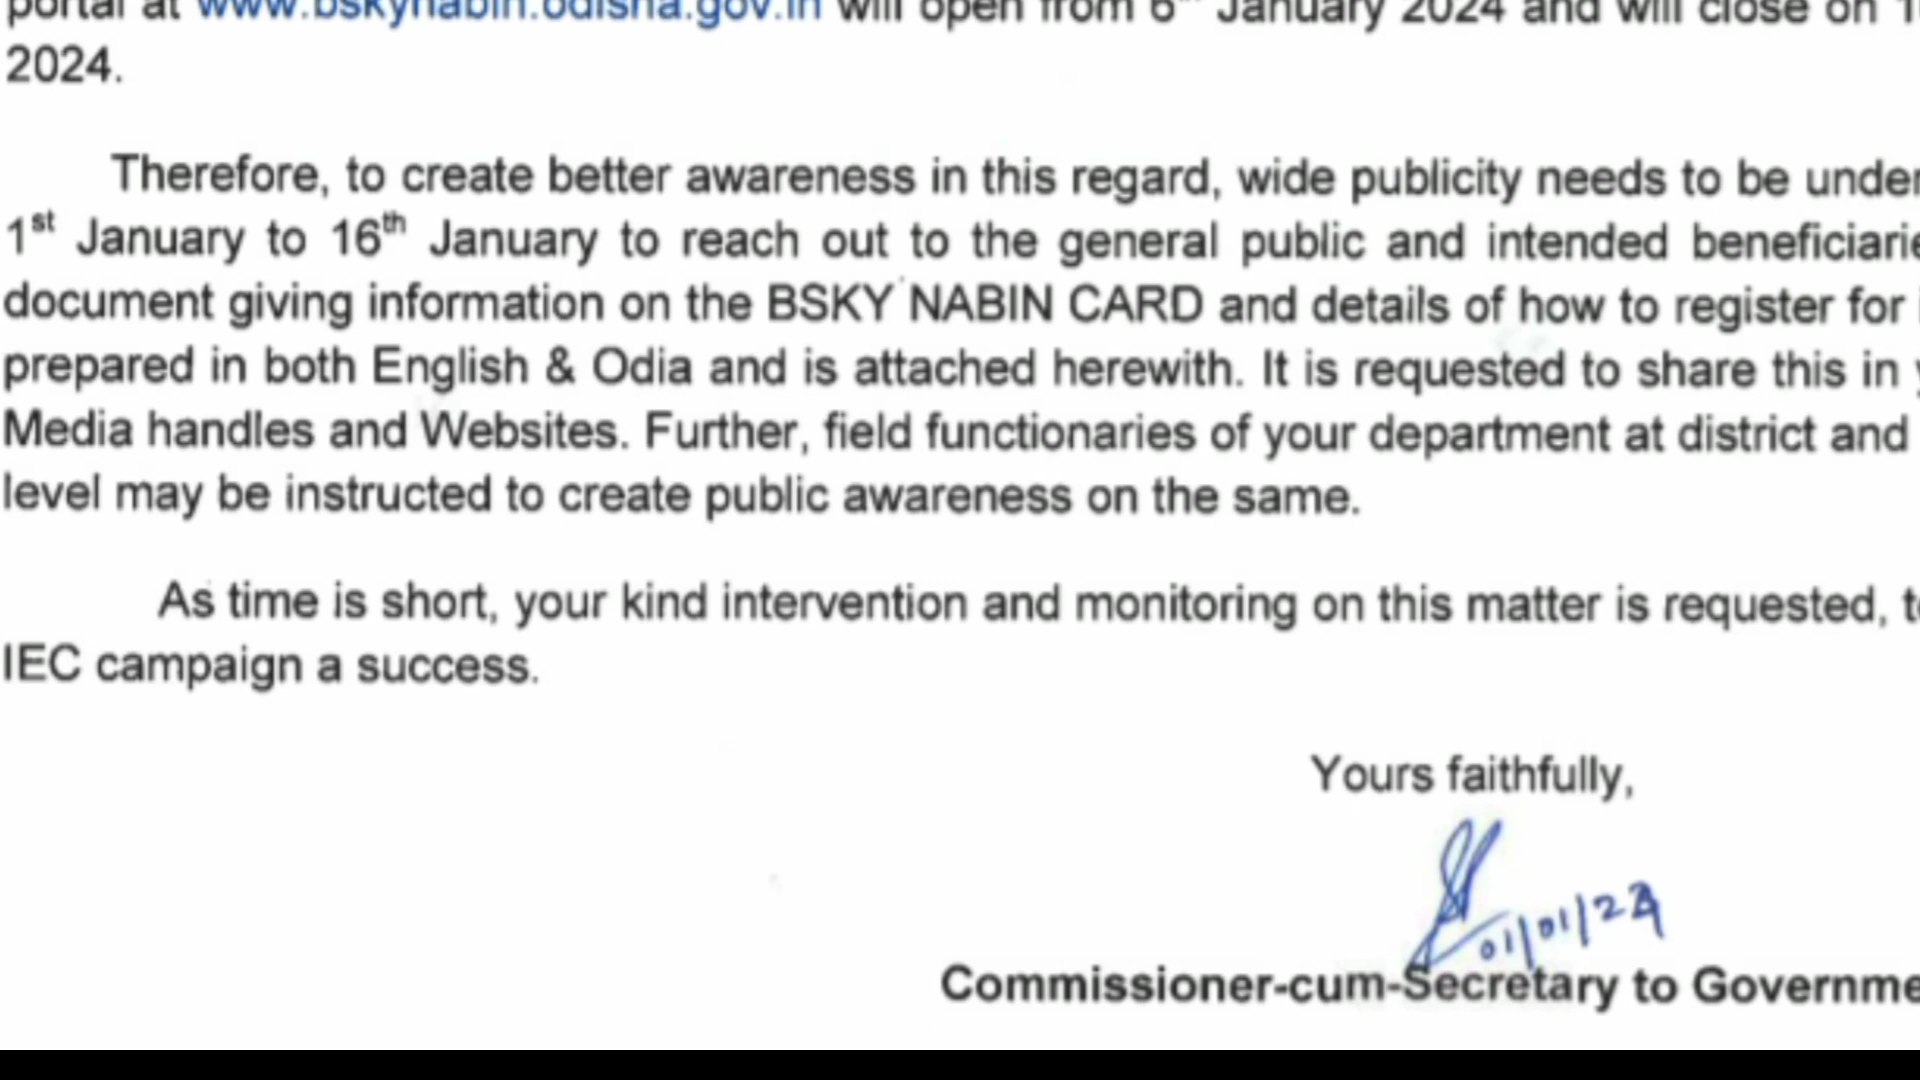 portal at www.bskynabin.odisha.gov.in will open from 6th January 2024 and will close on
2024.
Therefore, to create better awareness in this regard, wide publicity needs to be under
1st January to 16th January to reach out to the general public and intended beneficiarie
document giving information on the BSKY NABIN CARD and details of how to register for
prepared in both English & Odia and is attached herewith. It is requested to share this in
Media handles and Websites. Further, field functionaries of your department at district and
level may be instructed to create public awareness on the same.
As time is short, your kind intervention and monitoring on this matter is requested,
IEC campaign a success.
Yours faithfully,
01/01/24
Commissioner-cum-Secretary to Governme